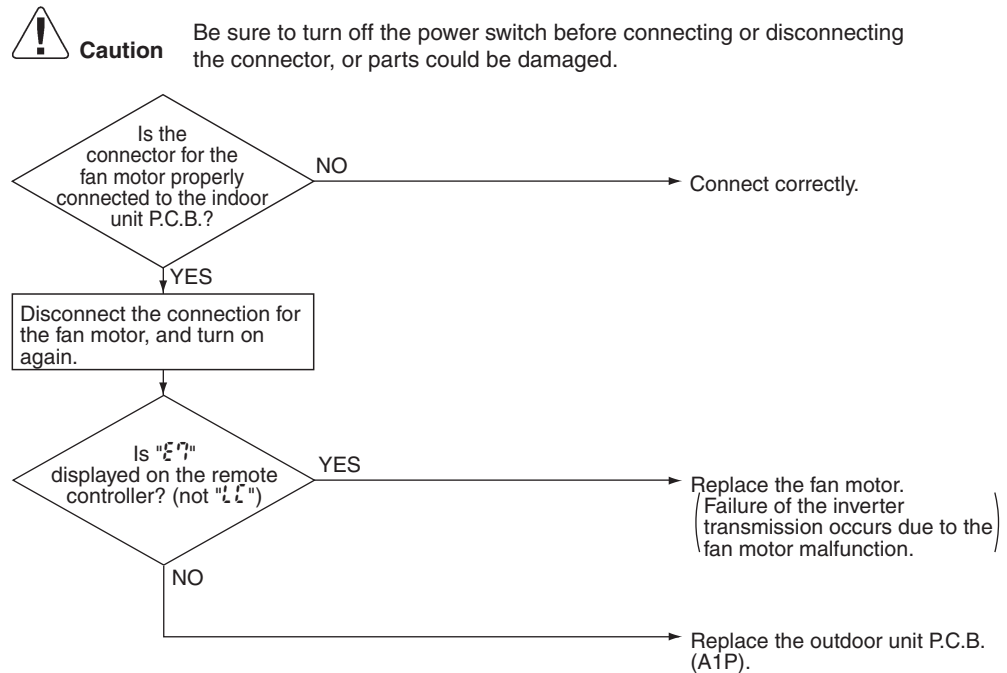 Caution
Be sure to turn off the power switch before connecting or disconnecting
the connector, or parts could be damaged.
Is the
connector for the
fan motor properly
connected to the indoor
unit P.C.B.?
NO
Connect correctly.
YES
Disconnect the connection for
the fan motor, and turn on
again.
Is "E7"
displayed on the remote
controller? (not "LC")
YES
Replace the fan motor.
(Failure of the inverter
transmission occurs due to the
fan motor malfunction.)
NO
Replace the outdoor unit P.C.B.
(A1P).